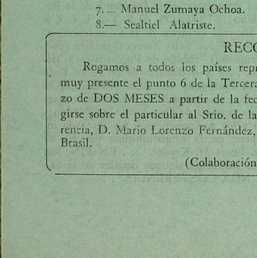 7.— Manuel Zumaya Ochoa.
8.— Sealtiel Alatriste.
RECO
Rogamos a todos los países repr
muy presente el punto 6 de la Tercera
zo de DOS MESES a partir de la fec
girse sobre el particular al Srio. de la
rencia, D. Mario Lorenzo Fernández,
Brasil.
(Colaboración